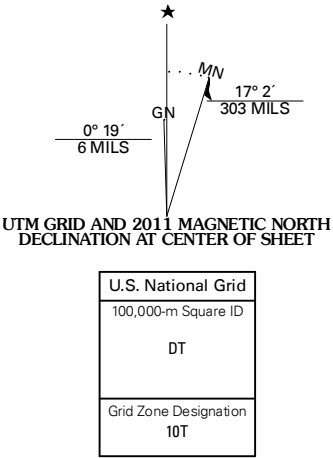 MN
GN
17° 2´
303 MILS
0° 19´
6 MILS
UTM GRID AND 2011 MAGNETIC NORTH
DECLINATION AT CENTER OF SHEET
U.S. National Grid
100,000-m Square ID
DT
Grid Zone Designation
10T